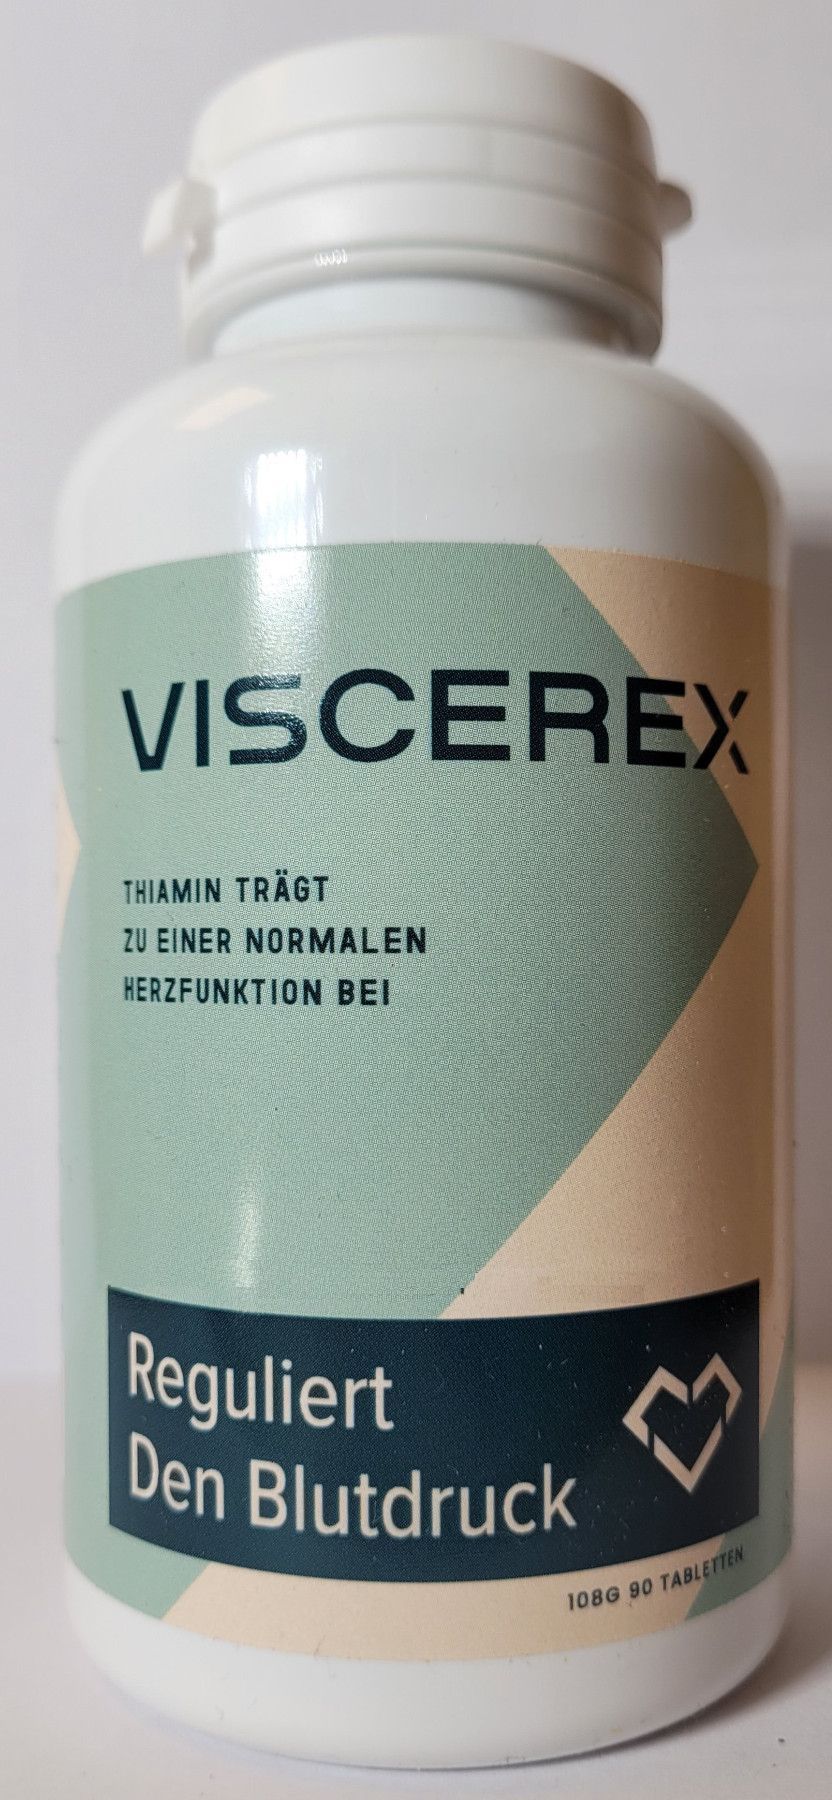 VISCEREX
THIAMIN TRÄGT
ZU EINER NORMALEN
HERZFUNKTION BEI
Reguliert
Den Blutdruck
108G 90 TABLETTEN